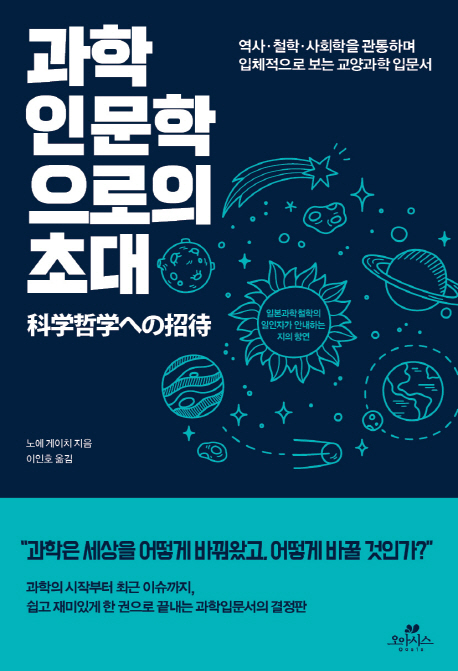 과학
인문학
으로의
초대
科学哲学への招待
역사·철학·사회학을 관통하며
입체적으로 보는 교양과학 입문서
일본과학철학의
일인자가 안내하는
지의 향연
노에 게이치 지음
이인호 옮김
"과학은 세상을 어떻게 바꿔왔고, 어떻게 바꿀 것인가?"
과학의 시작부터 최근 이슈까지,
쉽고 재미있게 한 권으로 끝내는 과학입문서의 결정판
오아시스
Oasis